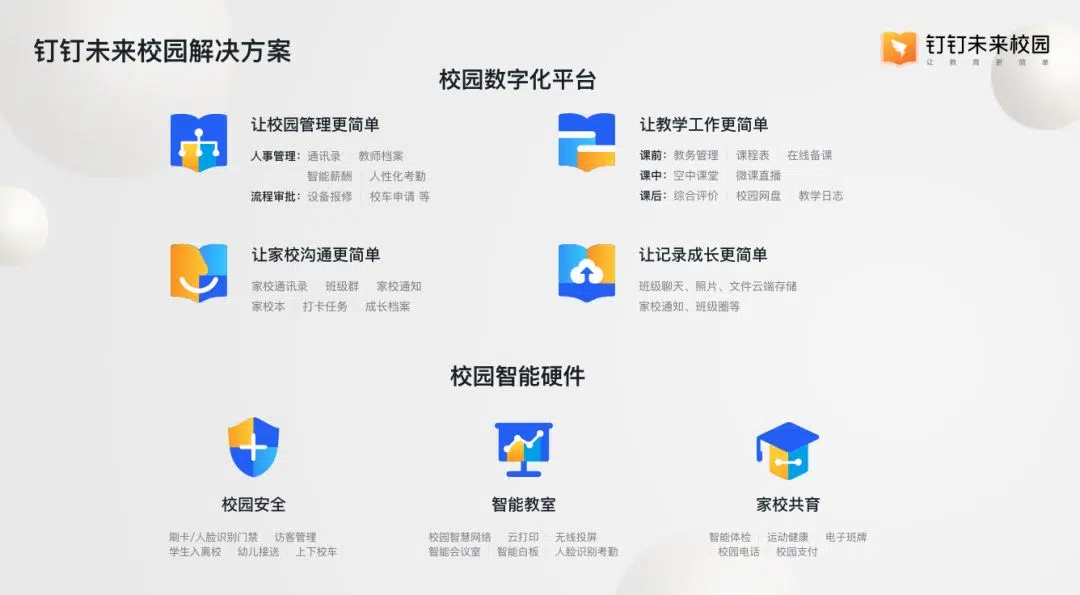 钉钉未来校园解决方案
钉钉未来校园
让教育更简单
校园数字化平台
让校园管理更简单
人事管理：通讯录 教师档案
智能薪酬 人性化考勤
流程审批：设备报修 校车申请 等
让教学工作更简单
课前：教务管理 课程表 在线备课
课中：空中课堂 微课直播
课后：综合评价 校园网盘 教学日志
让家校沟通更简单
家校通讯录 班级群 家校通知
家校本 打卡任务 成长档案
让记录成长更简单
班级聊天、照片、文件云端存储
家校通知、班级圈等
校园智能硬件
校园安全
刷卡/人脸识别门禁 访客管理
学生入离校 幼儿接送 上下校车
智能教室
校园智慧网络 云打印 无线投屏
智能会议室 智能白板 人脸识别考勤
家校共育
智能体检 运动健康 电子班牌
校园电话 校园支付